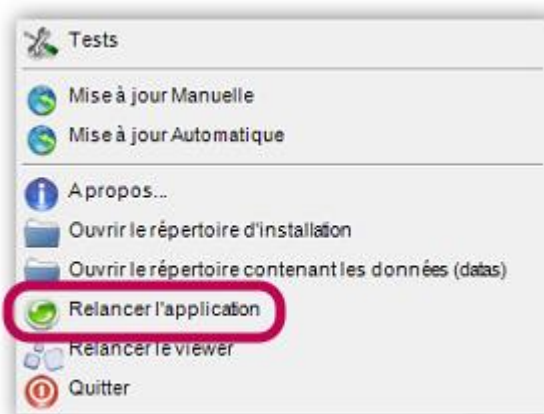 Tests
Mise à jour Manuelle
Mise à jour Automatique
A propos...
Ouvrir le répertoire d'installation
Ouvrir le répertoire contenant les données (datas)
Relancer l'application
Relancer le viewer
Quitter